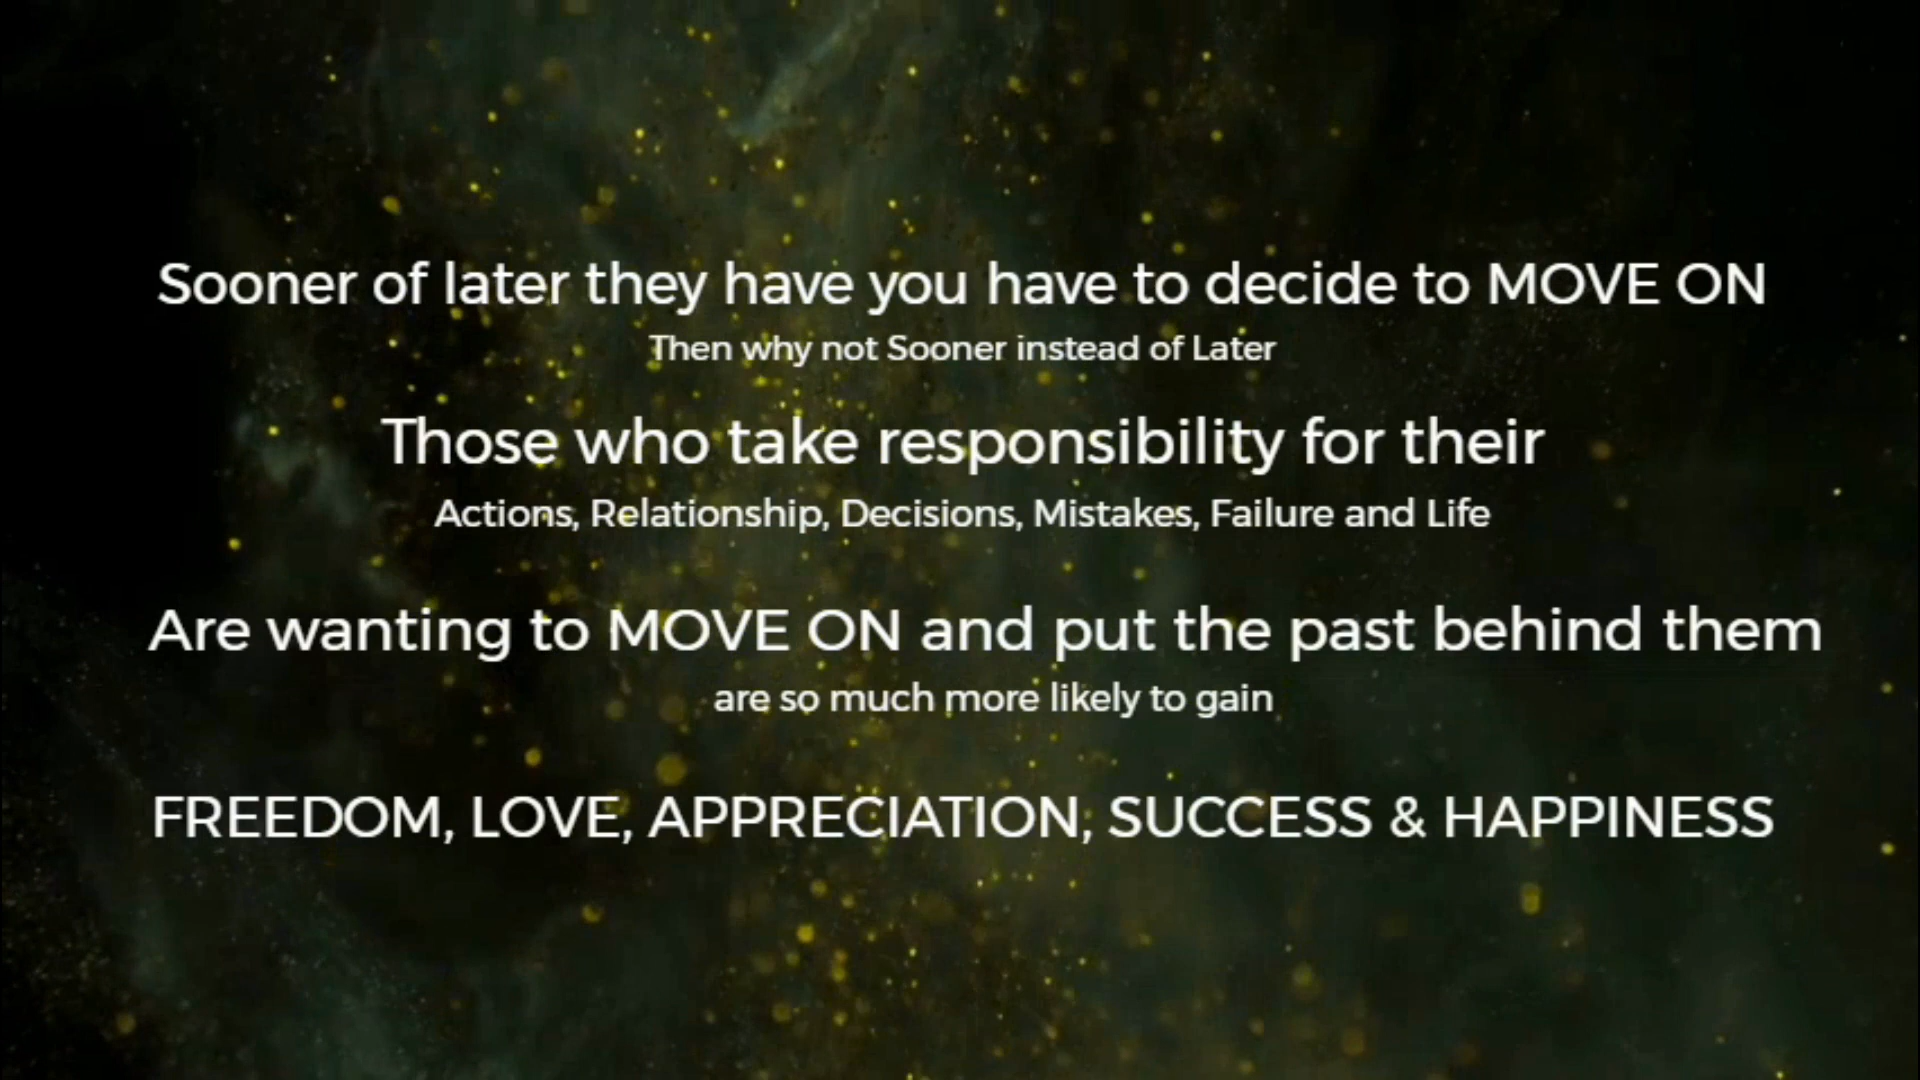 Sooner of later they have you have to decide to MOVE ON
Then why not Sooner instead of Later
Those who take responsibility for their
Actions, Relationship, Decisions, Mistakes, Failure and Life
Are wanting to MOVE ON and put the past behind them
are so much more likely to gain
FREEDOM, LOVE, APPRECIATION, SUCCESS & HAPPINESS